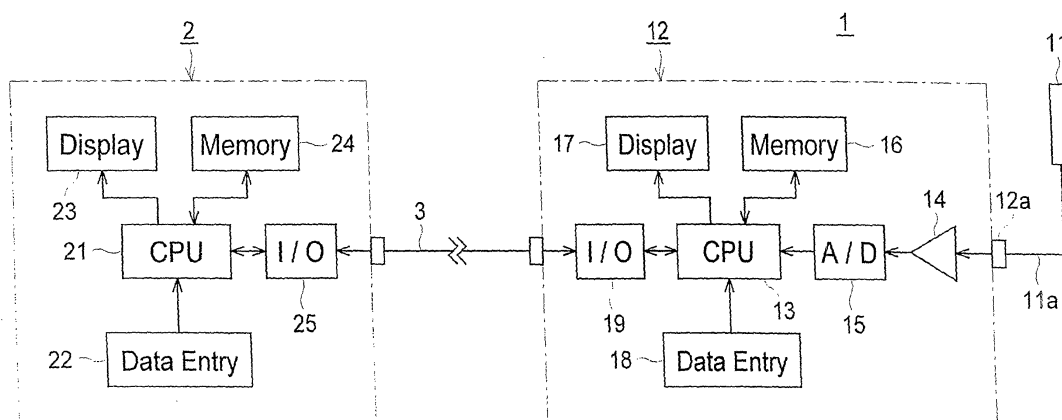 1
2
12
11
Display
Memory
24
23
17
Display
Memory
16
21
CPU
I / O
25
3
I / O
19
CPU
13
A / D
15
14
12a
11a
22
Data Entry
18
Data Entry